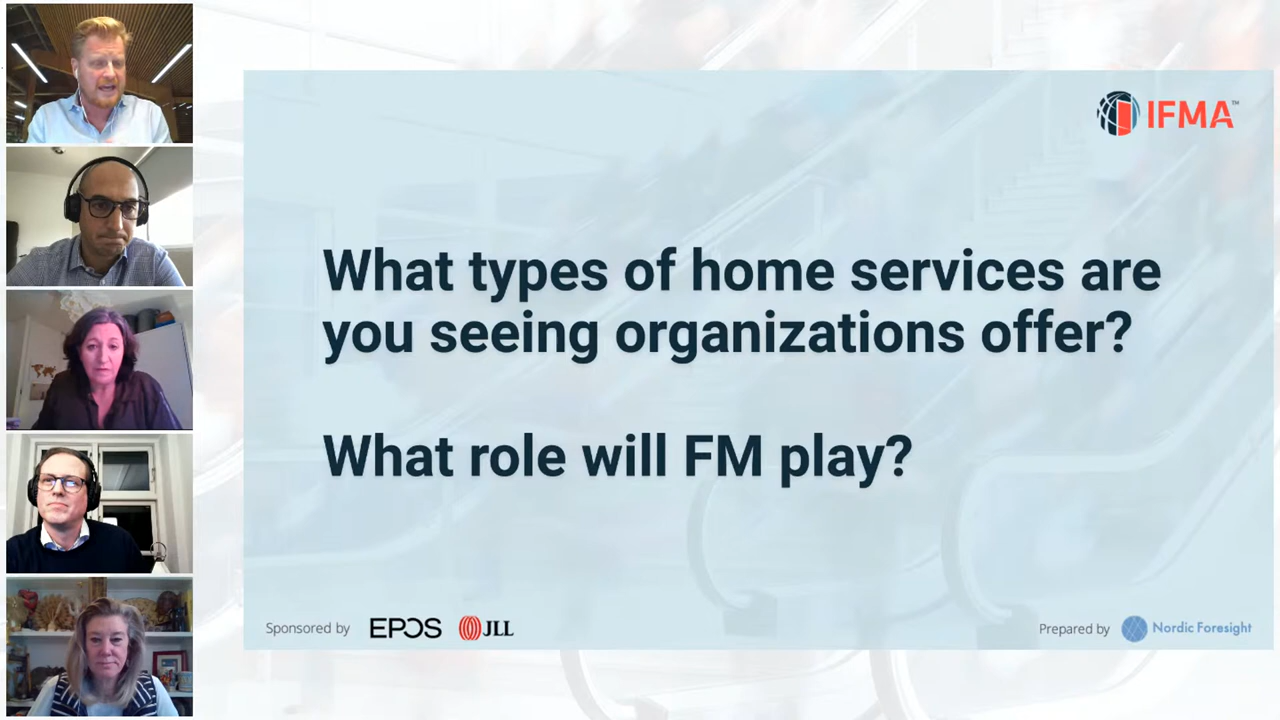 IFMA™
What types of home services are
you seeing organizations offer?
What role will FM play?
Sponsored by EPOS JLL
Prepared by Nordic Foresight